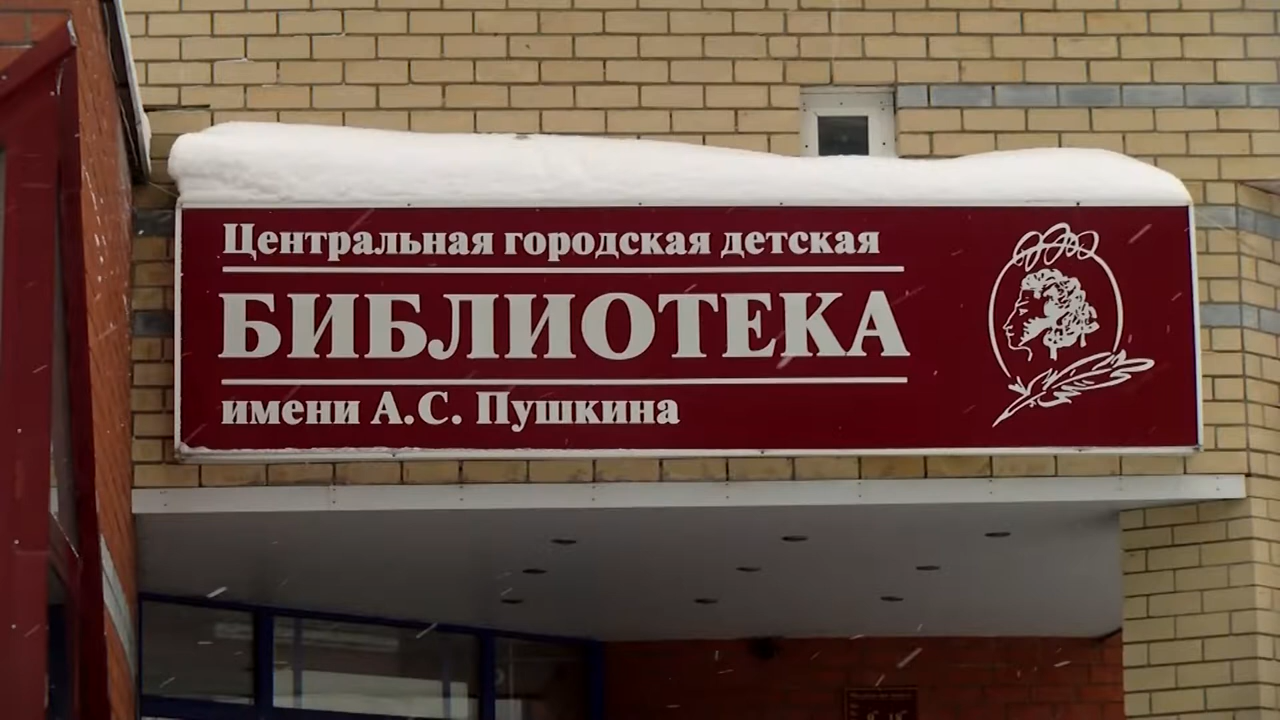 Центральная городская детская
БИБЛИОТЕКА
имени А.С. Пушкина